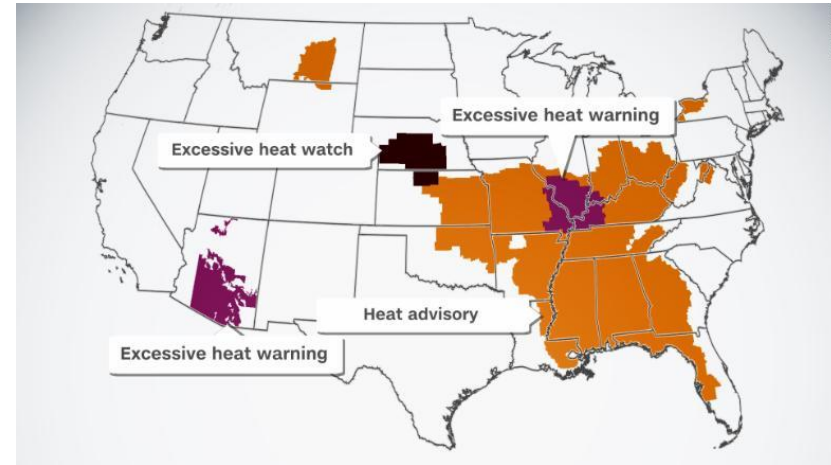 Excessive heat warning
Excessive heat watch
Heat advisory
Excessive heat warning